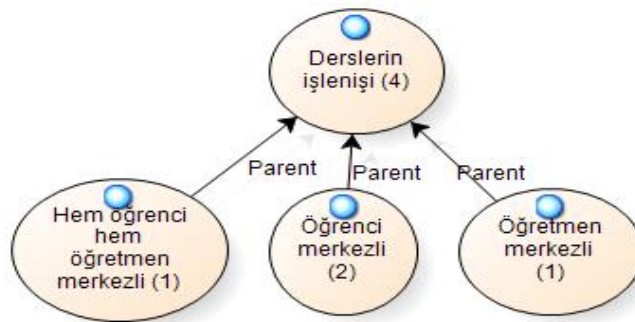 Derslerin
işlenişi (4)
Parent
Parent
Parent
Hem öğrenci
hem
öğretmen
merkezli (1)
Öğrenci
merkezli
(2)
Öğretmen
merkezli (1)